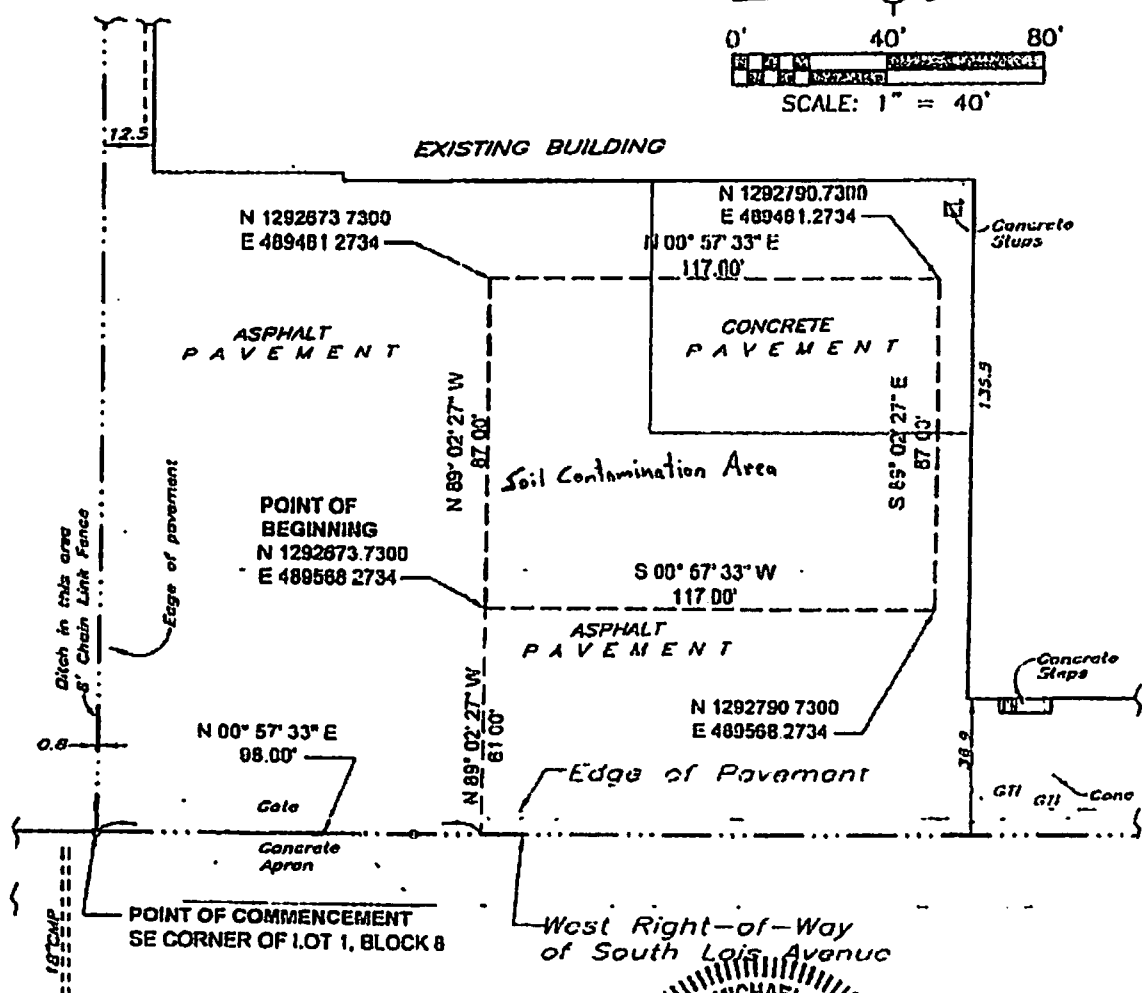 0' 40' 80'
SCALE: 1" = 40'
12.5
EXISTING BUILDING
N 1292673 7300
E 489481 2734
N 1292790.7300
E 489481.2734
Concrete
Steps
N 00° 57' 33" E
117.00'
ASPHALT
PAVEMENT
CONCRETE
PAVEMENT
N 89° 02' 27" W
87 00'
S 89° 02' 27" E
87 00'
135.9
Soil Contamination Area
Ditch in this area
Chain Link Fence
Edge of pavement
POINT OF
BEGINNING
N 1292673.7300
E 489568 2734
S 00° 57' 33" W
117.00'
ASPHALT
PAVEMENT
Concrete
Steps
N 1292790 7300
E 489568.2734
0.8
N 00° 57' 33" E
98.00'
N 89° 02' 27" W
61 00'
38.9
Edge of Pavement
Gate
Conc
Concrete
Apron
POINT OF COMMENCEMENT
SE CORNER OF LOT 1, BLOCK 8
18"CMP
West Right-of-Way
of South Lois Avenue
MICHAEL